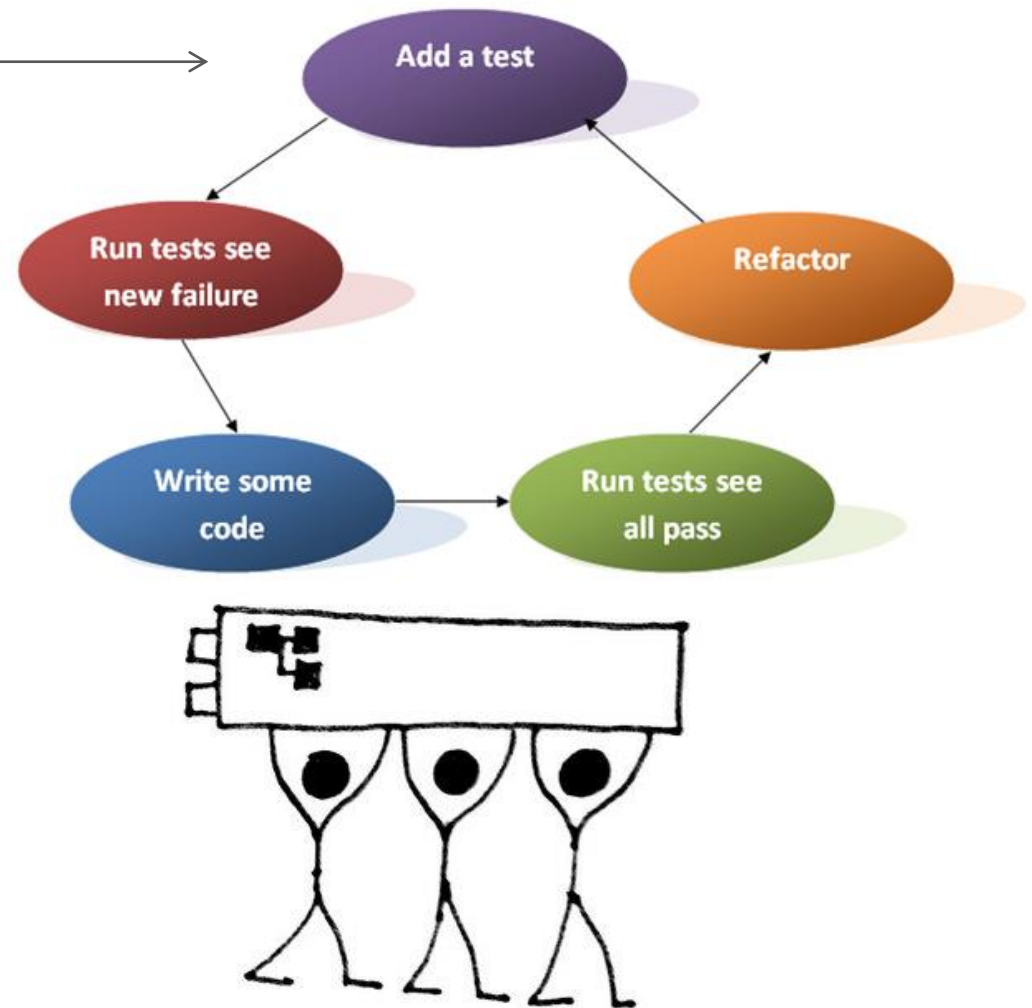 Add a test
Run tests see
new failure
Refactor
Write some
code
Run tests see
all pass